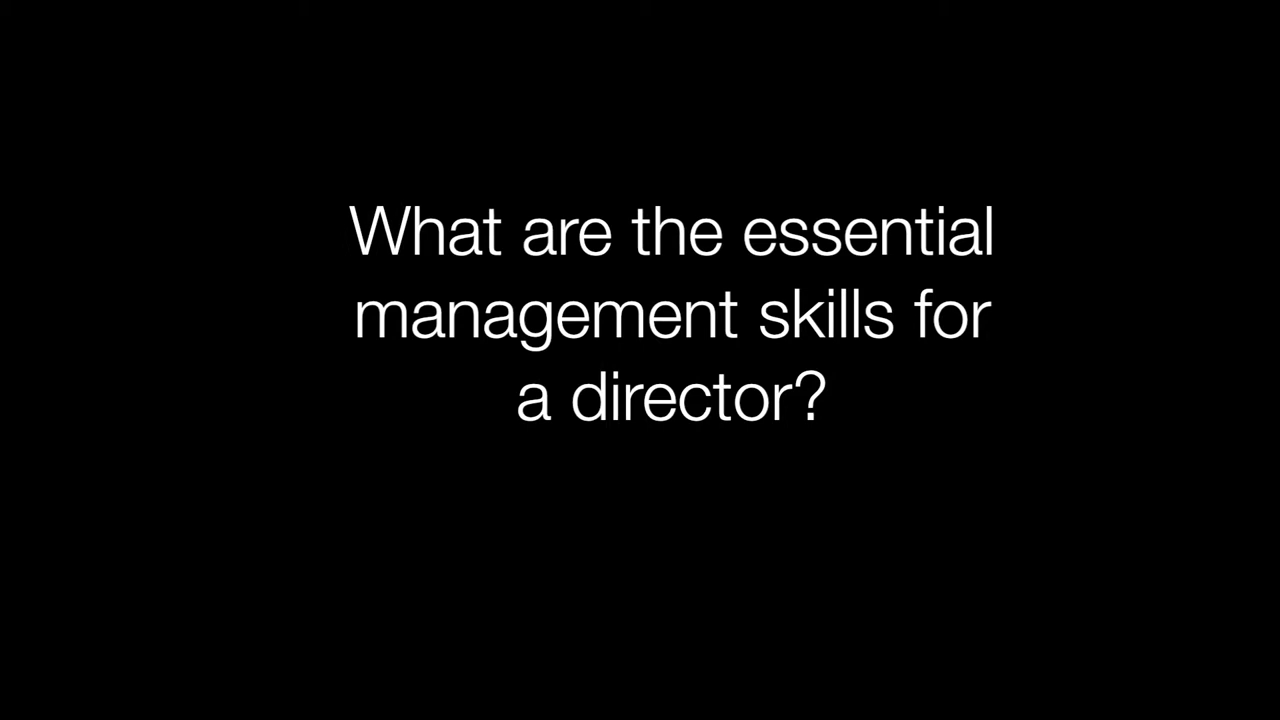 What are the essential
management skills for
a director?